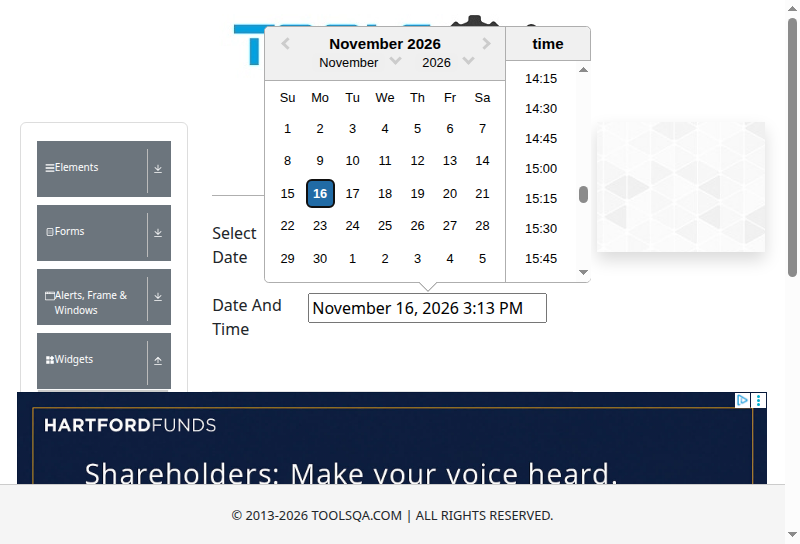 November 2026
November 2026
time
Su Mo Tu We Th Fr Sa
1 2 3 4 5 6 7
8 9 10 11 12 13 14
15 16 17 18 19 20 21
22 23 24 25 26 27 28
29 30 1 2 3 4 5
14:15
14:30
14:45
15:00
15:15
15:30
15:45
Elements
Forms
Alerts, Frame &
Windows
Widgets
Select
Date
Date And
Time
November 16, 2026 3:13 PM
HARTFORDFUNDS
Shareholders: Make your voice heard.
© 2013-2026 TOOLSQA.COM | ALL RIGHTS RESERVED.